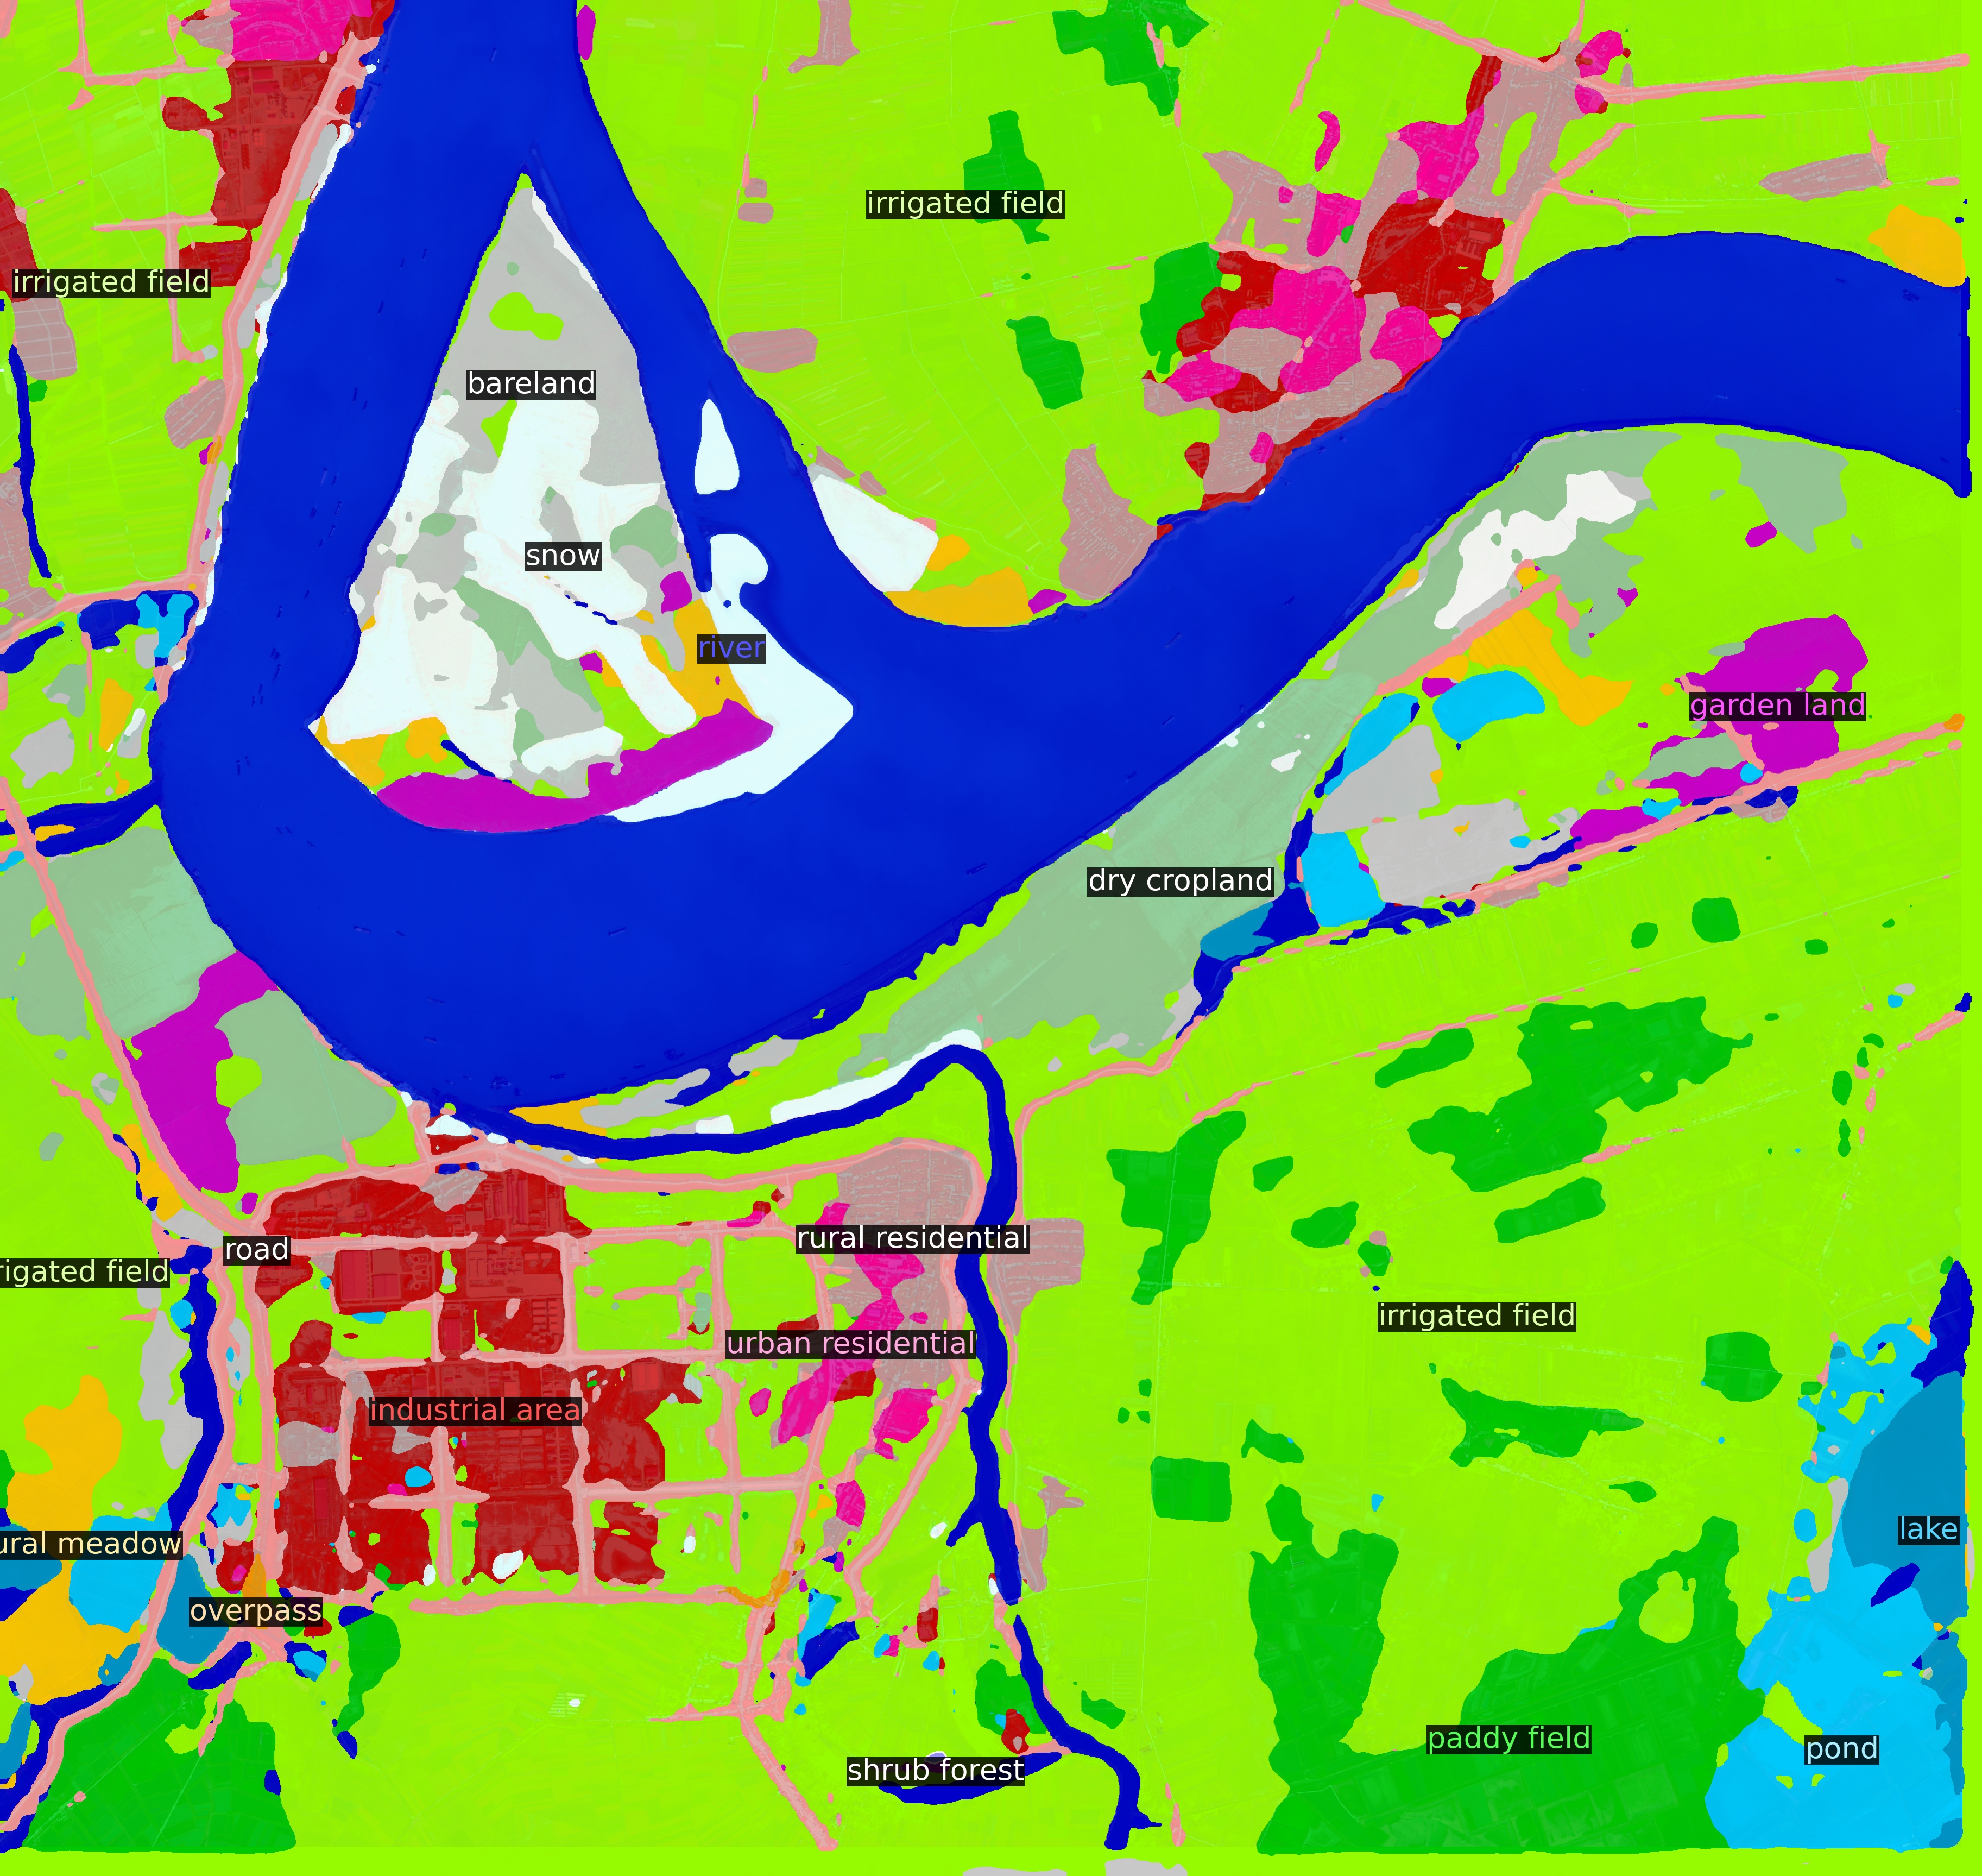 irrigated field
irrigated field
bareland
snow
river
garden land
dry cropland
rural residential
road
rigated field
irrigated field
urban residential
industrial area
lake
ural meadow
overpass
paddy field
pond
shrub forest